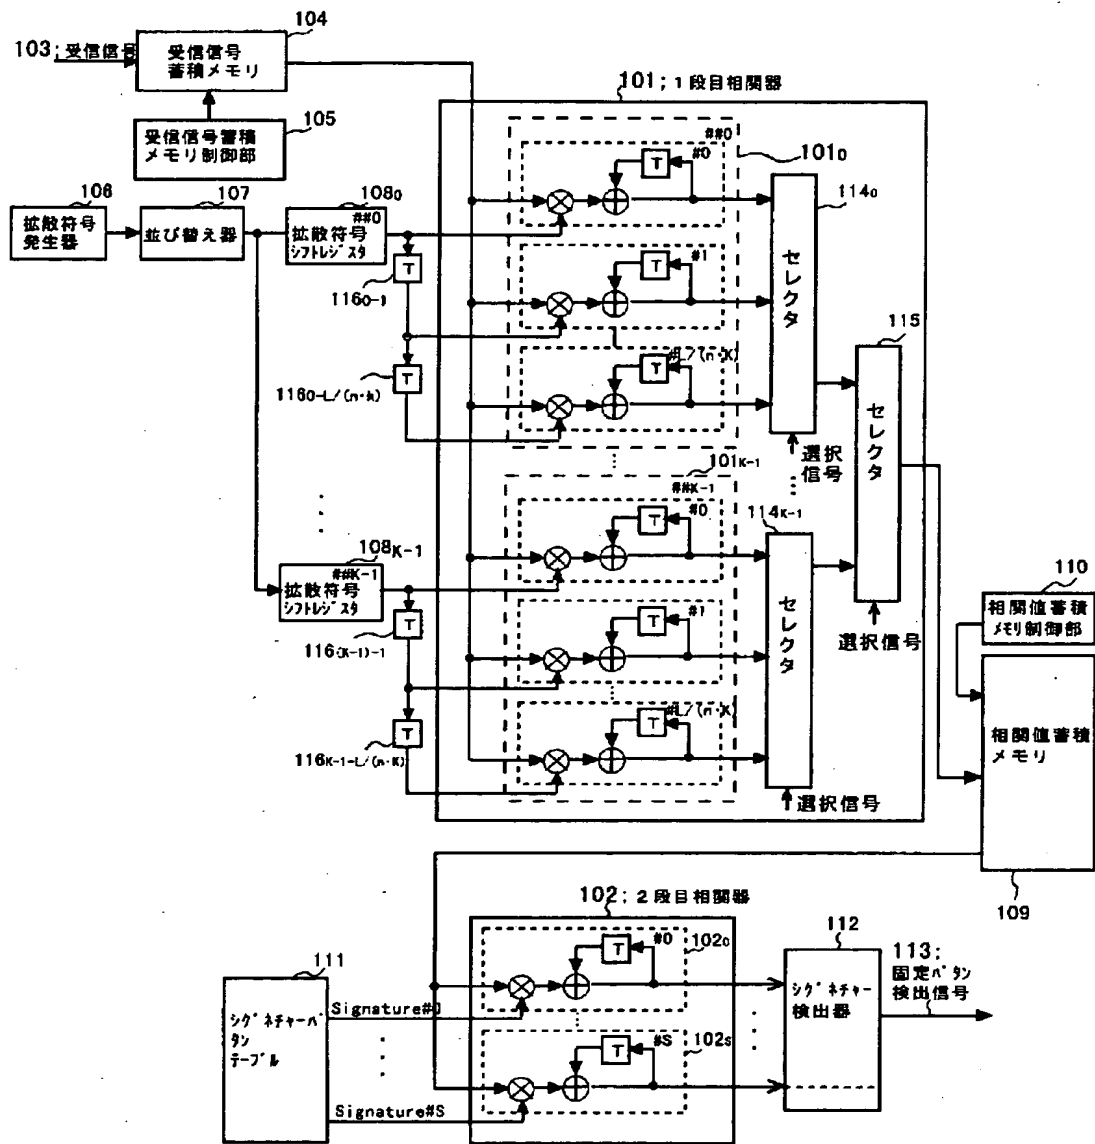 104
103;受信信号
受信信号
蓄積メモリ
101;1段目相関器
105
受信信号蓄積
メモリ制御部
##0
#0
T
101₀
114₀
106
107
108₀
##0
拡散符号
発生器
並び替え器
拡散符号
シフトレジスタ
T
116₀₋₁
#1
T
セレクタ
T
116₀-L/(n・k)
#L/(n・K)
T
115
セレクタ
選択
信号
101K-1
##K-1
#0
T
114K-1
108K-1
##K-1
拡散符号
シフトレジスタ
T
116(K-1)-1
#1
T
セレクタ
選択信号
110
相関値蓄積
メモリ制御部
#L/(n・K)
T
T
116K-1-L/(n・K)
選択信号
相関値蓄積
メモリ
109
102;2段目相関器
111
#0
T
102₀
112
113;
固定パタン
検出信号
シグネチャーパ
タン
テーブル
Signature#0
シグネチャー
検出器
#S
T
102s
Signature#S